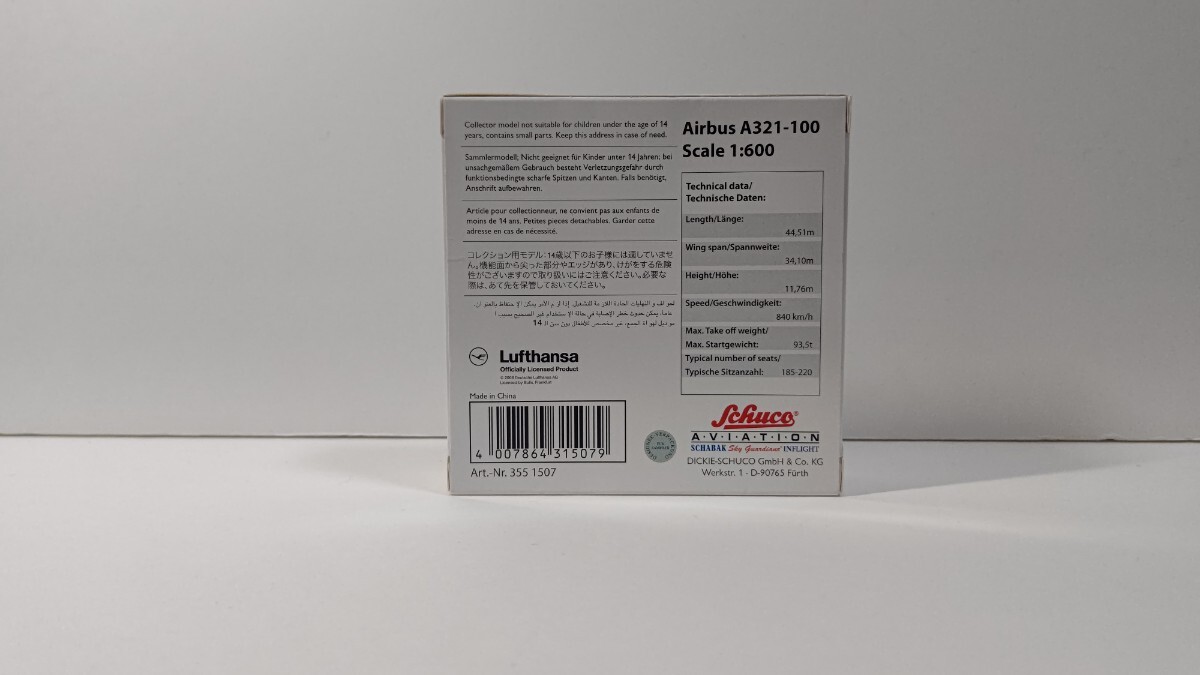 Collector model not suitable for children under the age of 14
years, contains small parts. Keep this address in case of need.
Sammlermodell; Nicht geeignet für Kinder unter 14 Jahren; bei
unsachgemäßem Gebrauch besteht Verletzungsgefahr durch
funktionsbedingte scharfe Spitzen und Kanten. Falls benötigt,
Anschrift aufbewahren.
Article pour collectionneur, ne convient pas aux enfants de
moins de 14 ans. Petites pieces detachables. Garder cette
adresse en cas de nécessité.
コレクション用モデル:14歳以下のお子様には適していませ
ん。機能面から尖った部分やエッジがあり、けがをする危険
性がございますので取り扱いにはご注意ください。必要な
際は、あて先を保管しておいてください。
Lufthansa
Officially Licensed Product
Made in China
4 007864 315079
Art.-Nr. 355 1507
Airbus A321-100
Scale 1:600
Technical data/
Technische Daten:
Length/Länge:
44,51m
Wing span/Spannweite:
34,10m
Height/Höhe:
11,76m
Speed/Geschwindigkeit:
840 km/h
Max. Take off weight/
Max. Startgewicht: 93,5t
Typical number of seats/
Typische Sitzanzahl: 185-220
Schuco®
A·V·I·A·T·I·O·N
SCHABAK Sky Guardians INFLIGHT
DICKIE-SCHUCO GmbH & Co. KG
Werkstr. 1 · D-90765 Fürth